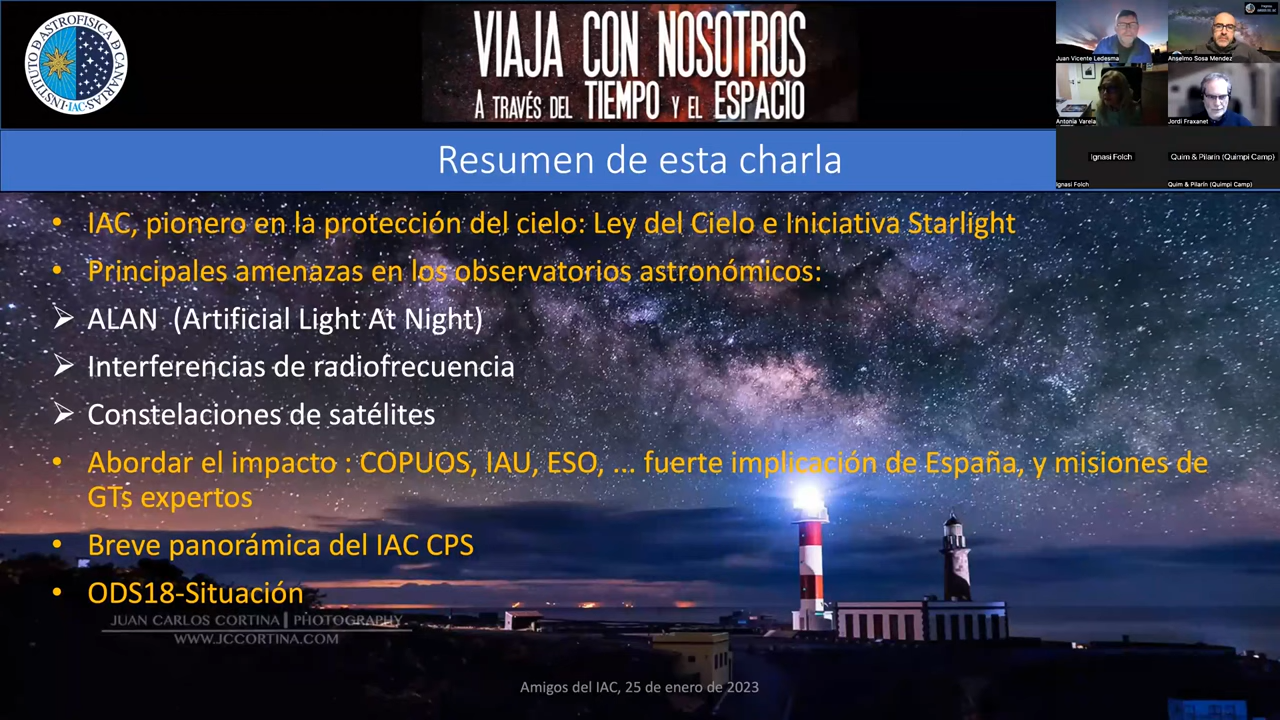 INSTITUTO D ASTROFISICA D CANARIAS
·IAC·
VIAJA CON NOSOTROS
A TRAVÉS DEL TIEMPO Y EL ESPACIO
Juan Vicente Ledesma
Anselmo Sosa Méndez
Antonia Varela
Jordi Fraxanet
Ignasi Folch
Quim & Pilarín (Quimpi Camp)
Ignasi Folch
Quim & Pilarín (Quimpi Camp)
Resumen de esta charla
• IAC, pionero en la protección del cielo: Ley del Cielo e Iniciativa Starlight
• Principales amenazas en los observatorios astronómicos:
➢ ALAN (Artificial Light At Night)
➢ Interferencias de radiofrecuencia
➢ Constelaciones de satélites
• Abordar el impacto : COPUOS, IAU, ESO, ... fuerte implicación de España, y misiones de
GTs expertos
• Breve panorámica del IAC CPS
• ODS18-Situación
JUAN CARLOS CORTINA | PHOTOGRAPHY
WWW.JCCORTINA.COM
Amigos del IAC, 25 de enero de 2023